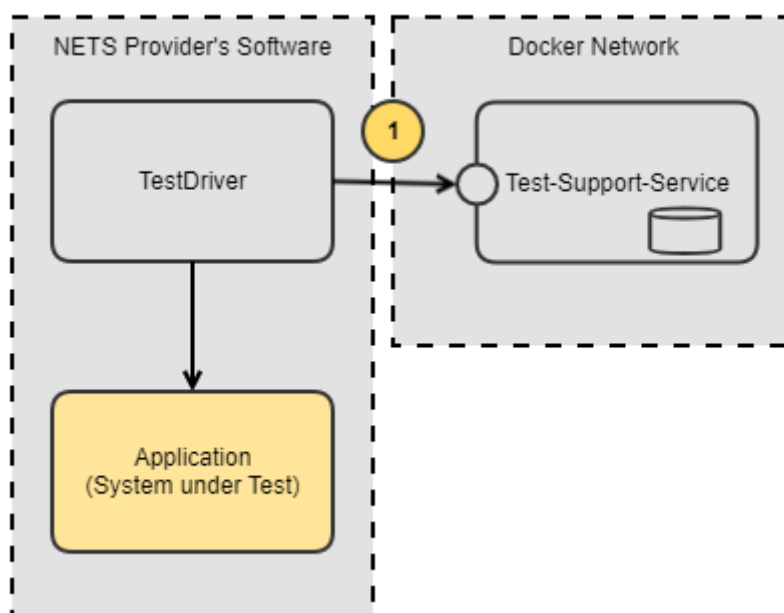 NETS Provider's Software
Docker Network
1
TestDriver
Test-Support-Service
Application
(System under Test)